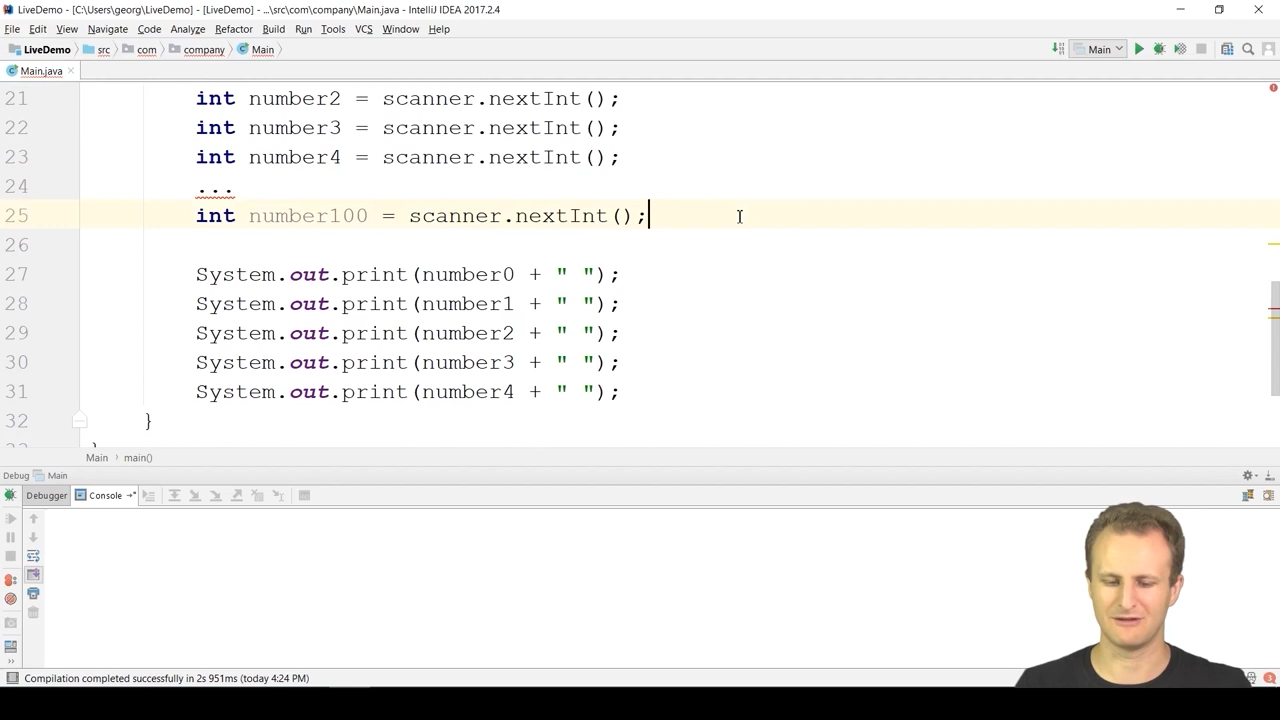 LiveDemo - [C:\Users\georg\LiveDemo] - [LiveDemo] - ...\src\com\company\Main.java - IntelliJ IDEA 2017.2.4
File Edit View Navigate Code Analyze Refactor Build Run Tools VCS Window Help
LiveDemo src com company Main Main
Main.java
21 int number2 = scanner.nextInt();
22 int number3 = scanner.nextInt();
23 int number4 = scanner.nextInt();
24 ...
25 int number100 = scanner.nextInt();
26
27 System.out.print(number0 + " ");
28 System.out.print(number1 + " ");
29 System.out.print(number2 + " ");
30 System.out.print(number3 + " ");
31 System.out.print(number4 + " ");
32 }
Main main()
Debug Main
Debugger Console
Compilation completed successfully in 2s 951ms (today 4:24 PM)